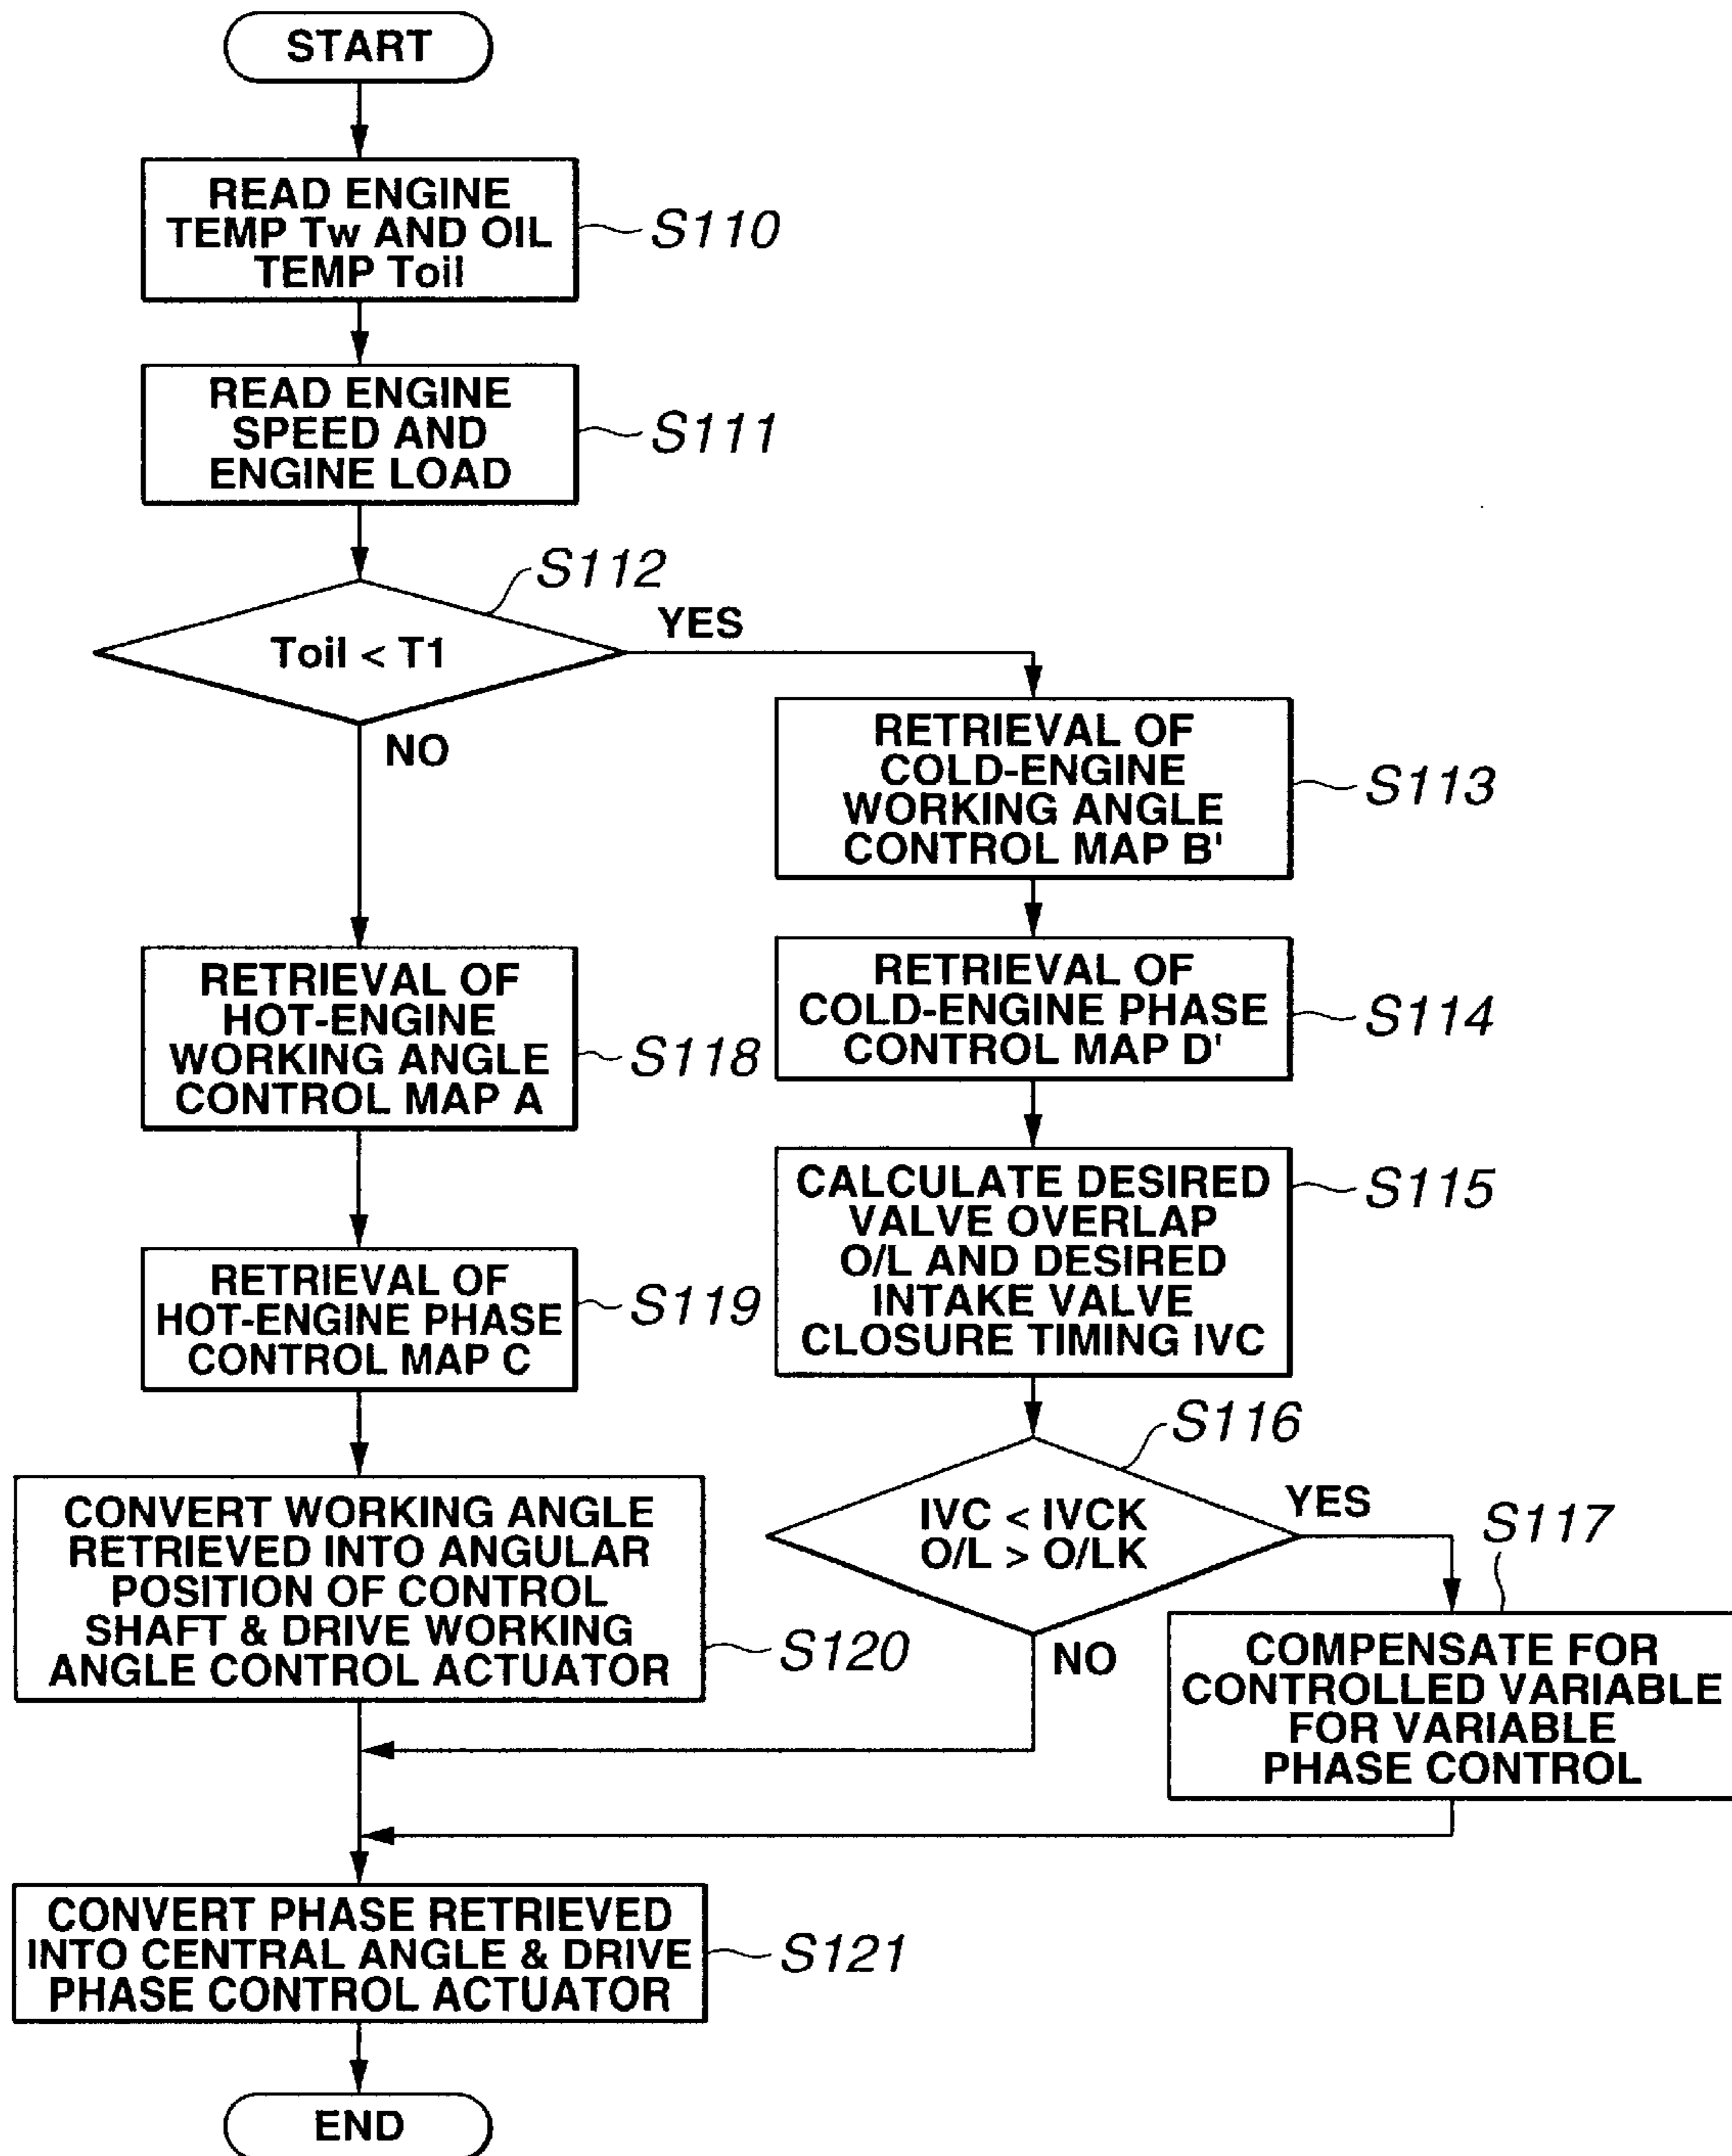 START
READ ENGINE
TEMP Tw AND OIL
TEMP Toil
S110
READ ENGINE
SPEED AND
ENGINE LOAD
S111
S112
Toil < T1
YES
NO
RETRIEVAL OF
COLD-ENGINE
WORKING ANGLE
CONTROL MAP B'
S113
RETRIEVAL OF
COLD-ENGINE PHASE
CONTROL MAP D'
S114
RETRIEVAL OF
HOT-ENGINE
WORKING ANGLE
CONTROL MAP A
S118
CALCULATE DESIRED
VALVE OVERLAP
O/L AND DESIRED
INTAKE VALVE
CLOSURE TIMING IVC
S115
RETRIEVAL OF
HOT-ENGINE PHASE
CONTROL MAP C
S119
S116
IVC < IVCK
O/L > O/LK
YES
NO
S117
COMPENSATE FOR
CONTROLLED VARIABLE
FOR VARIABLE
PHASE CONTROL
CONVERT WORKING ANGLE
RETRIEVED INTO ANGULAR
POSITION OF CONTROL
SHAFT & DRIVE WORKING
ANGLE CONTROL ACTUATOR
S120
CONVERT PHASE RETRIEVED
INTO CENTRAL ANGLE & DRIVE
PHASE CONTROL ACTUATOR
S121
END